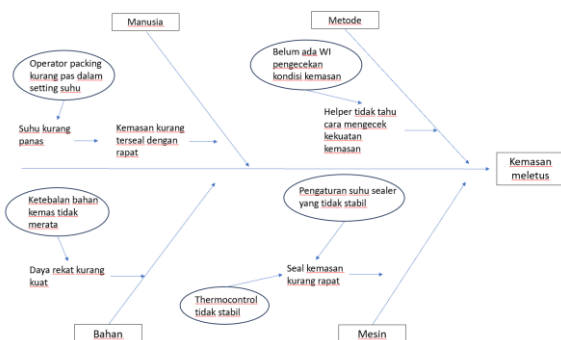 Manusia
Metode
Operator packing
kurang pas dalam
setting suhu
Belum ada WI
pengecekan
kondisi kemasan
Suhu kurang
panas
Kemasan kurang
terseal dengan
rapat
Helper tidak tahu
cara mengecek
kekuatan
kemasan
Kemasan
meletus
Ketebalan bahan
kemas tidak
merata
Pengaturan suhu sealer
yang tidak stabil
Daya rekat kurang
kuat
Seal kemasan
kurang rapat
Thermocontrol
tidak stabil
Bahan
Mesin